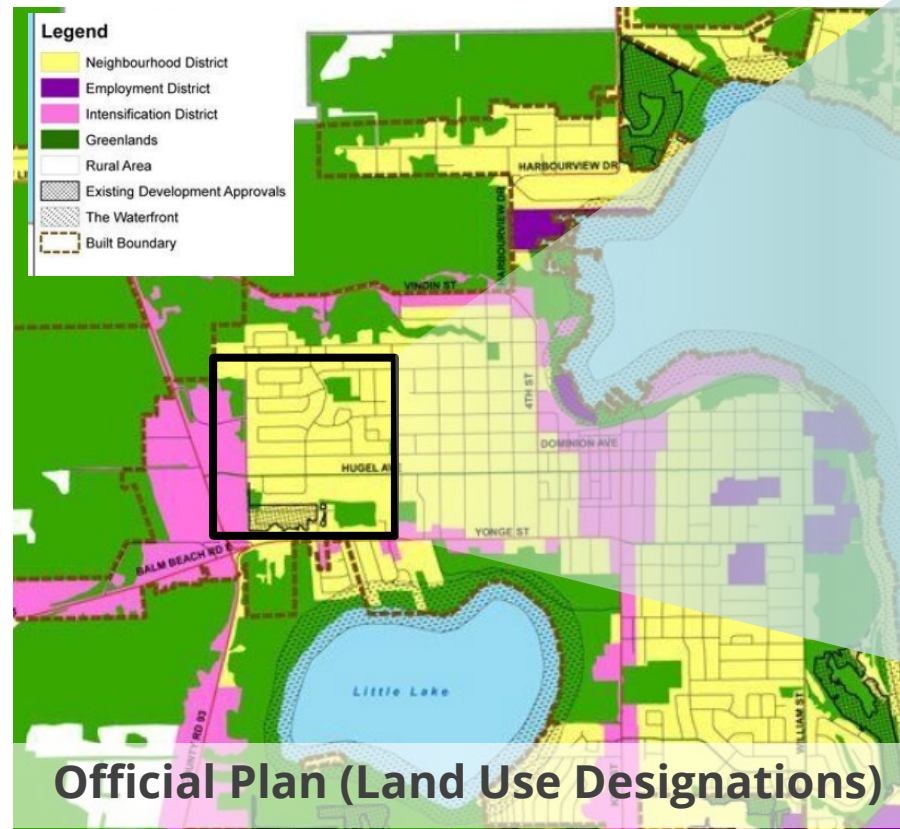 Legend
Neighbourhood District
Employment District
Intensification District
Greenlands
Rural Area
Existing Development Approvals
The Waterfront
Built Boundary
HARBOURVIEW DR
HARBOURVIEW DR
VINDIN ST
4TH ST
DOMINION AVE
HUGEL AVE
YONGE ST
BALM BEACH RD
Little Lake
WILLIAM ST
RD 93
Official Plan (Land Use Designations)